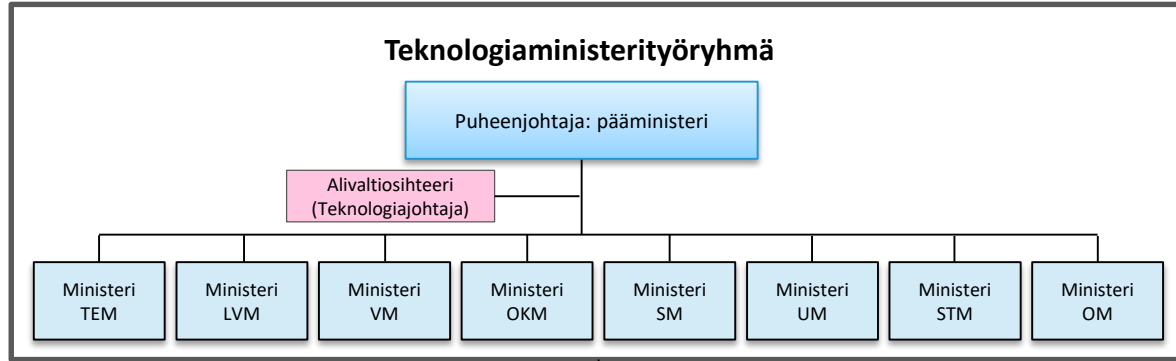 Teknologiaministerityöryhmä
Puheenjohtaja: pääministeri
Alivaltiosihteeri
(Teknologiajohtaja)
Ministeri
TEM
Ministeri
LVM
Ministeri
VM
Ministeri
OKM
Ministeri
SM
Ministeri
UM
Ministeri
STM
Ministeri
OM